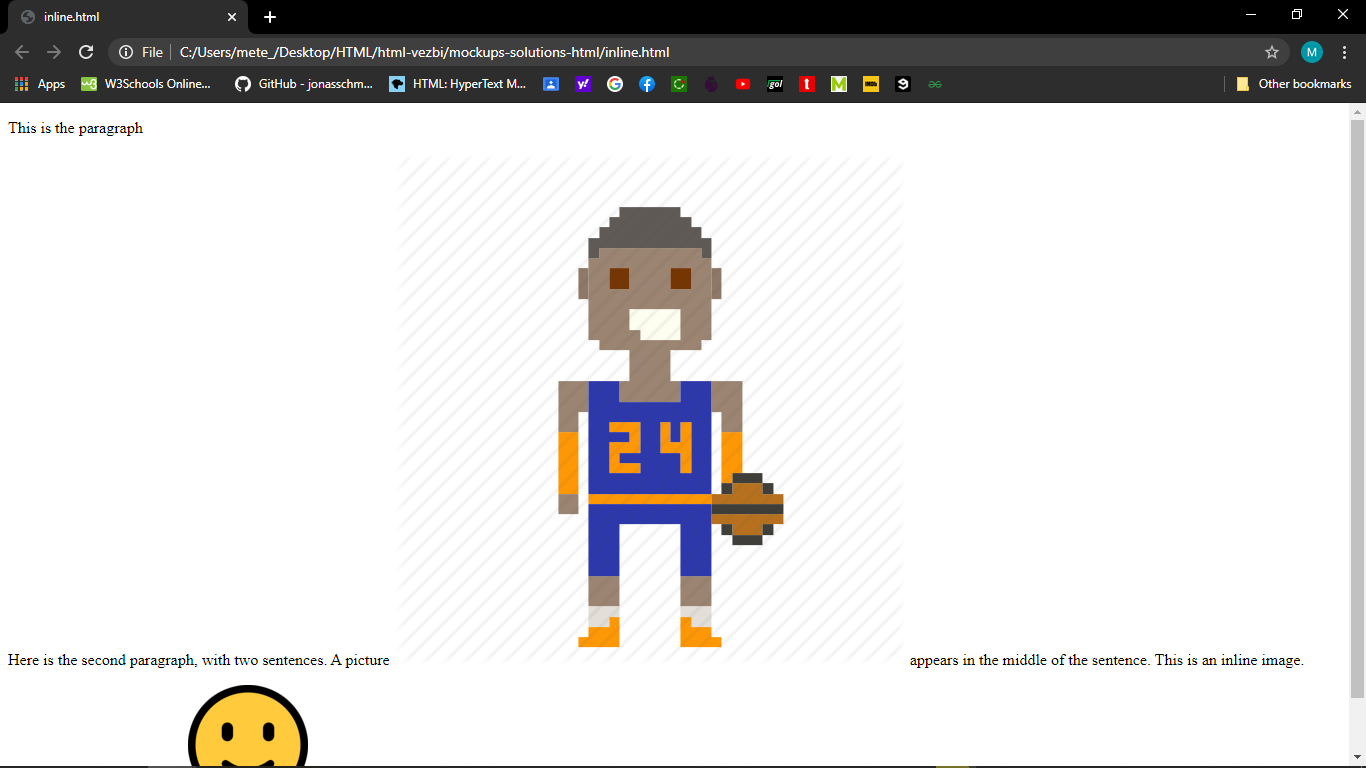 inline.html
File C:/Users/mete_/Desktop/HTML/html-vezbi/mockups-solutions-html/inline.html M
Apps W3Schools Online... GitHub - jonasschm... HTML: HyperText M... Other bookmarks
This is the paragraph
24
Here is the second paragraph, with two sentences. A picture appears in the middle of the sentence. This is an inline image.